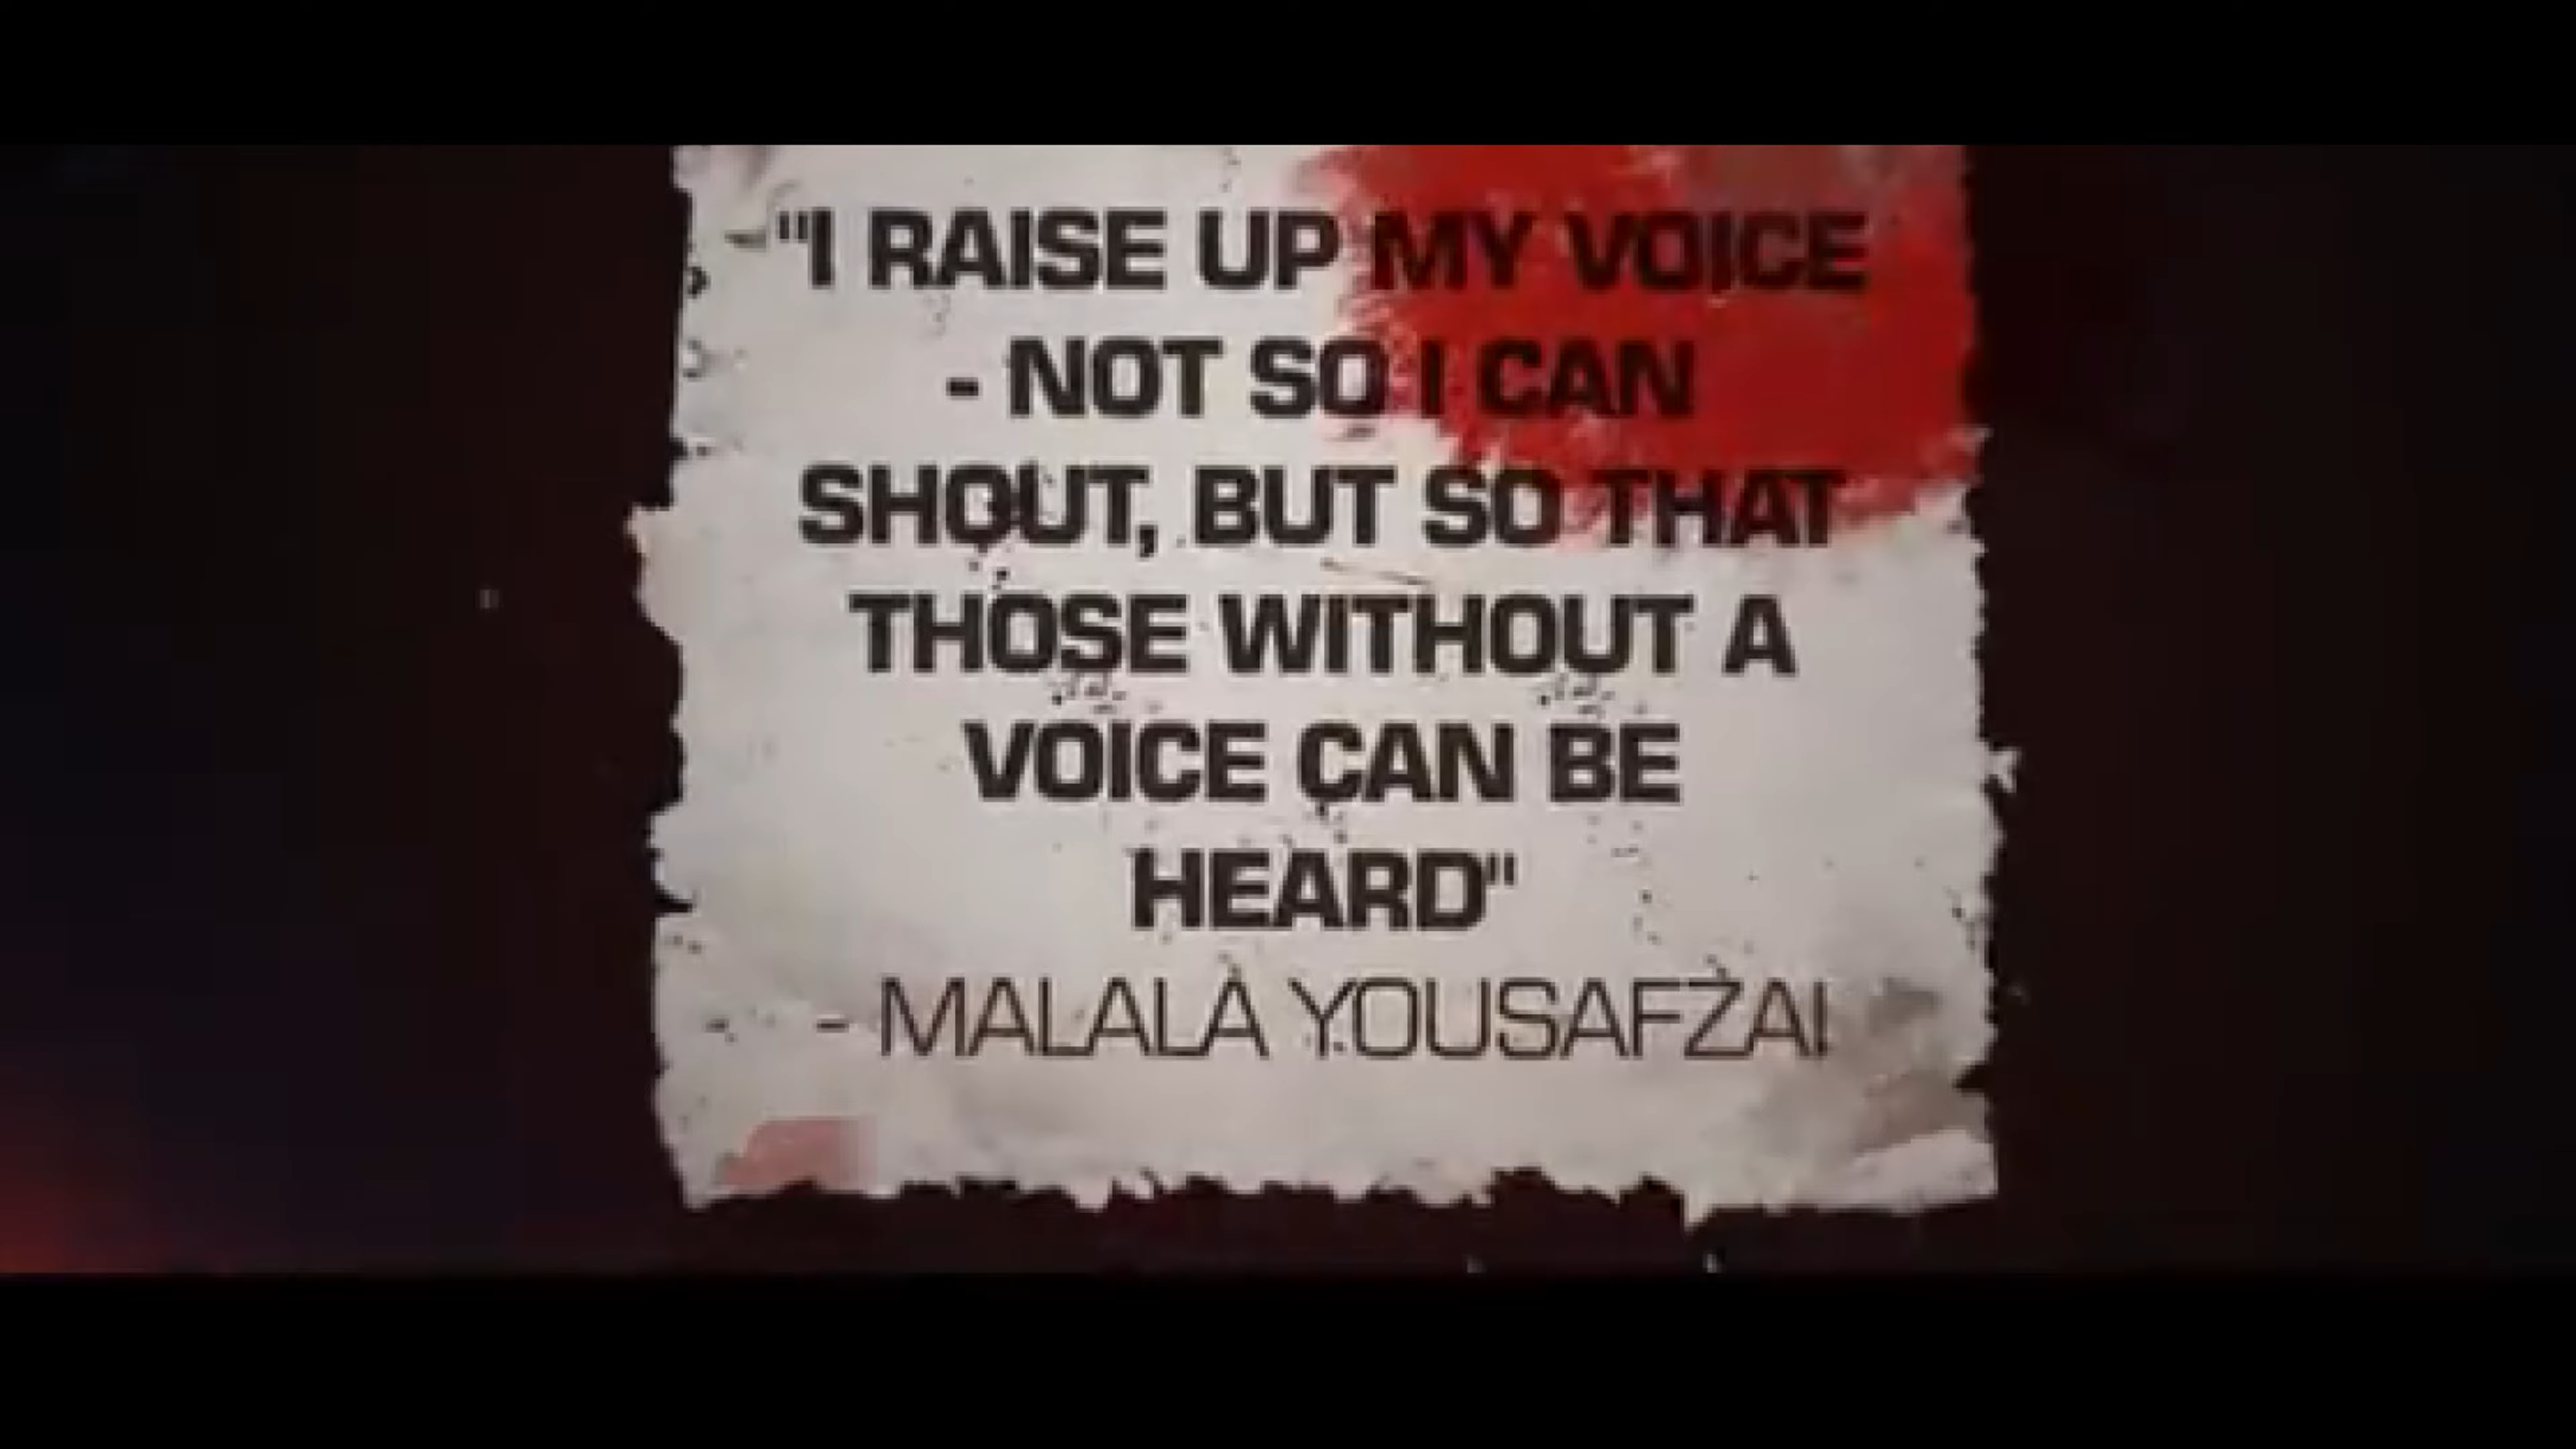 "I RAISE UP MY VOICE
- NOT SO I CAN
SHOUT, BUT SO THAT
THOSE WITHOUT A
VOICE CAN BE
HEARD"
- MALALA YOUSAFZAI